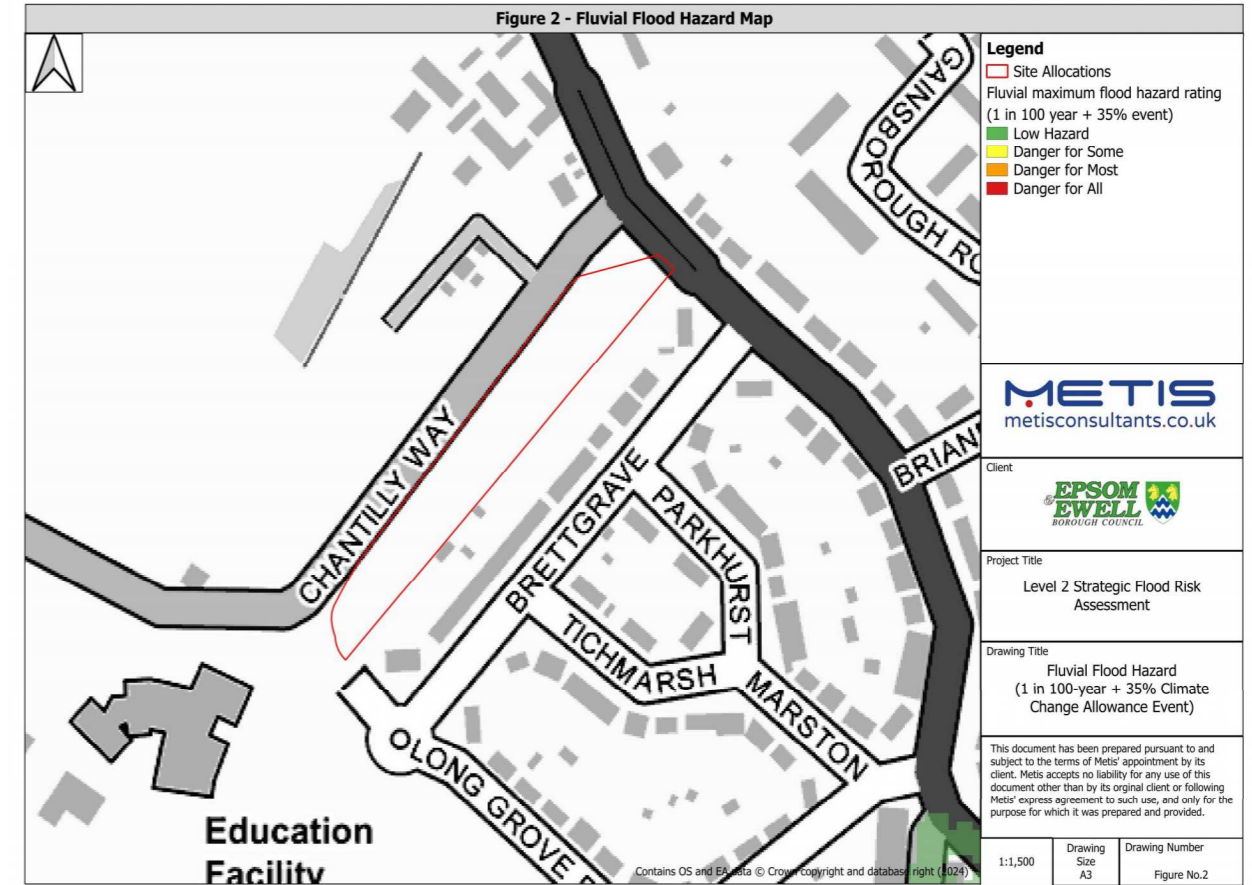 Figure 2 - Fluvial Flood Hazard Map
GAINSBOROUGH RO
CHANTILLY WAY
BRETTGRAVE
PARKHURST
TICHMARSH
MARSTON
BRIAN
OLONG GROVE
Education
Facility
Contains OS and EA data © Crown copyright and database right (2024)
Legend
Site Allocations
Fluvial maximum flood hazard rating
(1 in 100 year + 35% event)
Low Hazard
Danger for Some
Danger for Most
Danger for All
METIS
metisconsultants.co.uk
Client
EPSOM
& EWELL
BOROUGH COUNCIL
Project Title
Level 2 Strategic Flood Risk
Assessment
Drawing Title
Fluvial Flood Hazard
(1 in 100-year + 35% Climate
Change Allowance Event)
This document has been prepared pursuant to and
subject to the terms of Metis' appointment by its
client. Metis accepts no liability for any use of this
document other than by its orginal client or following
Metis' express agreement to such use, and only for the
purpose for which it was prepared and provided.
1:1,500
Drawing
Size
A3
Drawing Number
Figure No.2